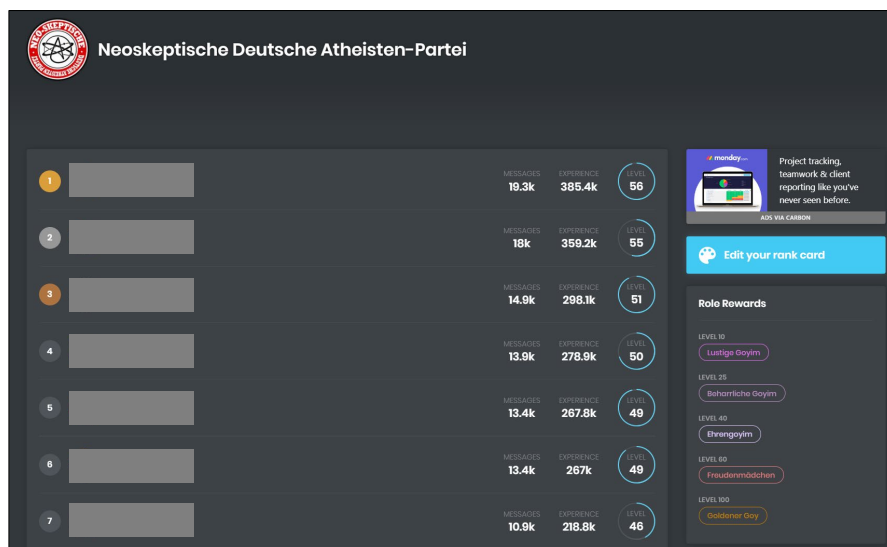 Neoskeptische Deutsche Atheisten-Partei
1
MESSAGES EXPERIENCE LEVEL
19.3k 385.4k 56
2
MESSAGES EXPERIENCE LEVEL
18k 359.2k 55
3
MESSAGES EXPERIENCE LEVEL
14.9k 298.1k 51
4
MESSAGES EXPERIENCE LEVEL
13.9k 278.9k 50
5
MESSAGES EXPERIENCE LEVEL
13.4k 267.8k 49
6
MESSAGES EXPERIENCE LEVEL
13.4k 267k 49
7
MESSAGES EXPERIENCE LEVEL
10.9k 218.8k 46
monday.com
Project tracking,
teamwork & client
reporting like you've
never seen before.
ADS VIA CARBON
Edit your rank card
Role Rewards
LEVEL 10
Lustige Goyim
LEVEL 25
Beharrliche Goyim
LEVEL 40
Ehrengoyim
LEVEL 60
Freudenmädchen
LEVEL 100
Goldener Goy